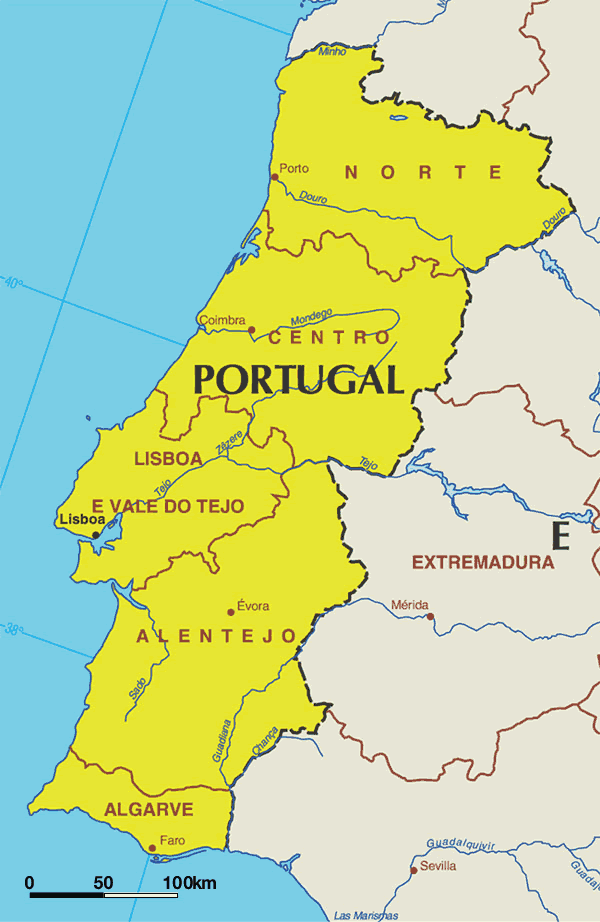 Minho
Porto
NORTE
Douro
Douro
40°
Coimbra
Mondego
CENTRO
PORTUGAL
Zêzere
LISBOA
Tejo
Tejo
E VALE DO TEJO
Lisboa
E
EXTREMADURA
Évora
Mérida
38°
ALENTEJO
Sado
Guadiana
Chança
ALGARVE
Faro
Guadalquivir
Sevilla
0 50 100km
Las Marismas